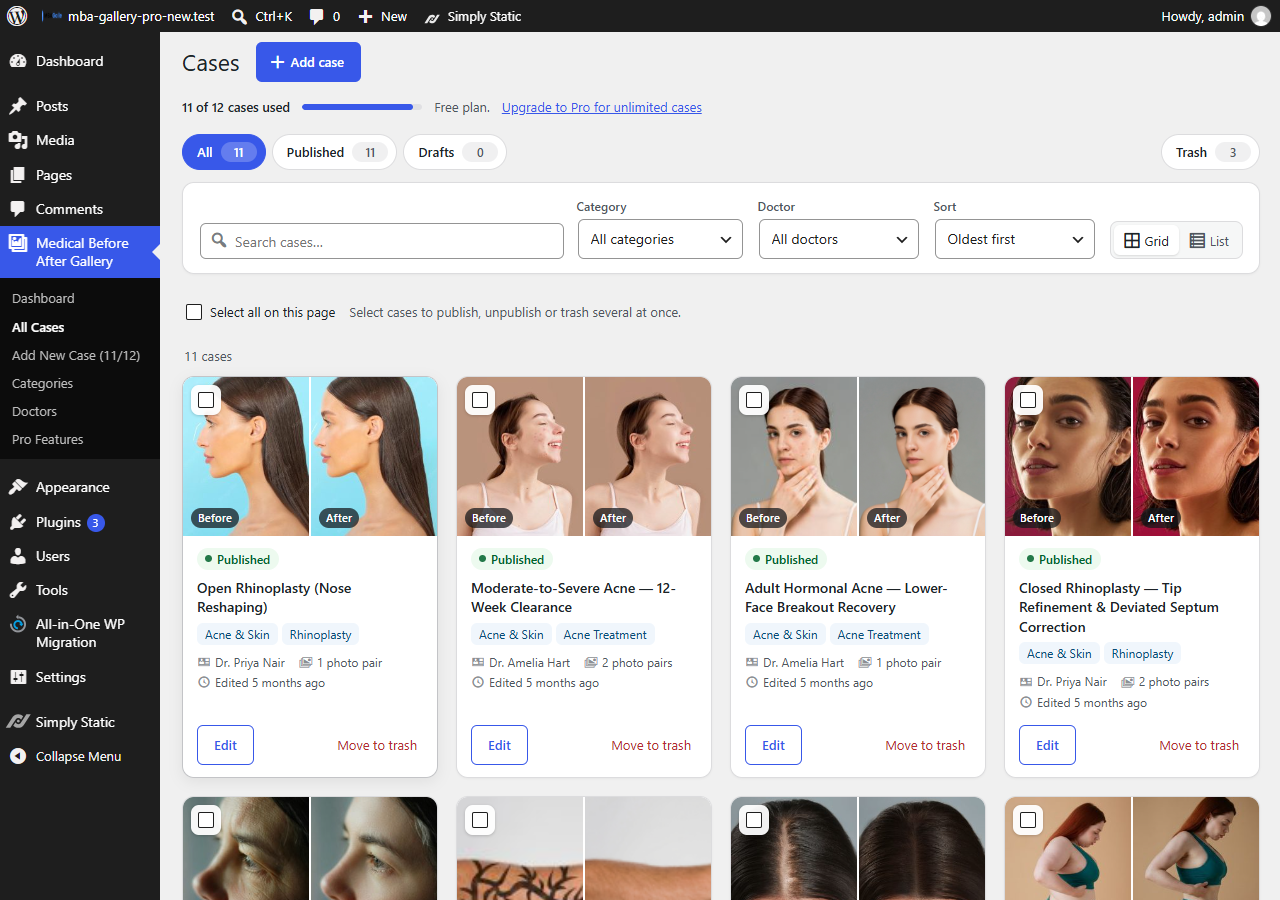 mba-gallery-pro-new.test Ctrl+K 0 New Simply Static Howdy, admin
Dashboard
Posts
Media
Pages
Comments
Medical Before
After Gallery
Dashboard
All Cases
Add New Case (11/12)
Categories
Doctors
Pro Features
Appearance
Plugins 3
Users
Tools
All-in-One WP
Migration
Settings
Simply Static
Collapse Menu
Cases Add case
11 of 12 cases used Free plan. Upgrade to Pro for unlimited cases
All 11 Published 11 Drafts 0 Trash 3
Category Doctor Sort
Search cases... All categories All doctors Oldest first Grid List
Select all on this page Select cases to publish, unpublish or trash several at once.
11 cases
Before After
Published
Open Rhinoplasty (Nose
Reshaping)
Acne & Skin Rhinoplasty
Dr. Priya Nair 1 photo pair
Edited 5 months ago
Edit Move to trash
Before After
Published
Moderate-to-Severe Acne — 12-
Week Clearance
Acne & Skin Acne Treatment
Dr. Amelia Hart 2 photo pairs
Edited 5 months ago
Edit Move to trash
Before After
Published
Adult Hormonal Acne — Lower-
Face Breakout Recovery
Acne & Skin Acne Treatment
Dr. Amelia Hart 1 photo pair
Edited 5 months ago
Edit Move to trash
Before After
Published
Closed Rhinoplasty — Tip
Refinement & Deviated Septum
Correction
Acne & Skin Rhinoplasty
Dr. Priya Nair 2 photo pairs
Edited 5 months ago
Edit Move to trash